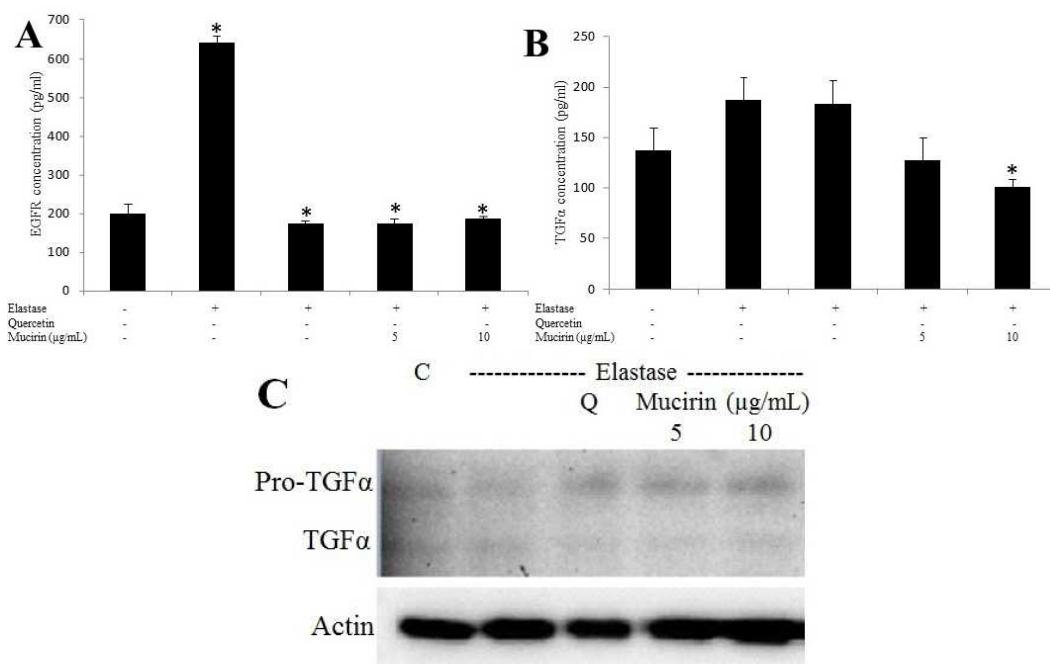 A
EGFR concentration (pg/ml)
700
600
500
400
300
200
100
0
*
*
*
*
Elastase - + + + +
Quercetin - - - - -
Mucirin (µg/mL) - - - 5 10
B
TGFα concentration (pg/ml)
250
200
150
100
50
0
*
Elastase - + + + +
Quercetin - - - - -
Mucirin (µg/mL) - - - 5 10
C
C -------------- Elastase --------------
Q Mucirin (µg/mL)
5 10
Pro-TGFα
TGFα
Actin